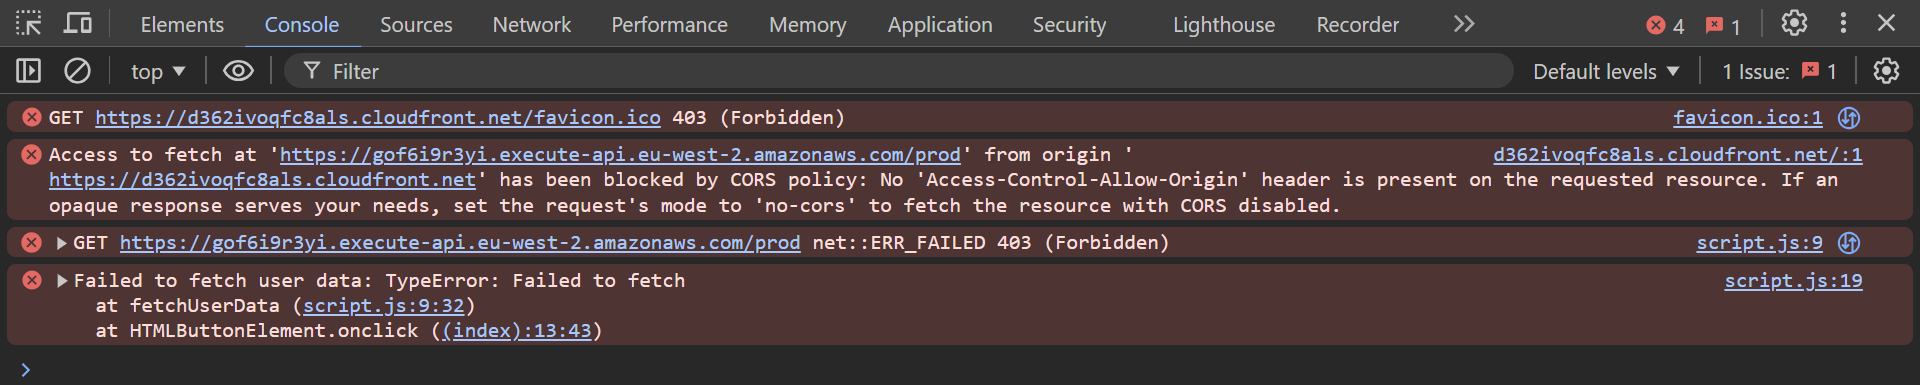 Elements Console Sources Network Performance Memory Application Security Lighthouse Recorder 4 1
top Filter Default levels 1 Issue: 1
GET https://d362ivoqfc8als.cloudfront.net/favicon.ico 403 (Forbidden) favicon.ico:1
Access to fetch at 'https://gof6i9r3yi.execute-api.eu-west-2.amazonaws.com/prod' from origin ' d362ivoqfc8als.cloudfront.net/:1
https://d362ivoqfc8als.cloudfront.net' has been blocked by CORS policy: No 'Access-Control-Allow-Origin' header is present on the requested resource. If an
opaque response serves your needs, set the request's mode to 'no-cors' to fetch the resource with CORS disabled.
GET https://gof6i9r3yi.execute-api.eu-west-2.amazonaws.com/prod net::ERR_FAILED 403 (Forbidden) script.js:9
Failed to fetch user data: TypeError: Failed to fetch script.js:19
at fetchUserData (script.js:9:32)
at HTMLButtonElement.onclick ((index):13:43)